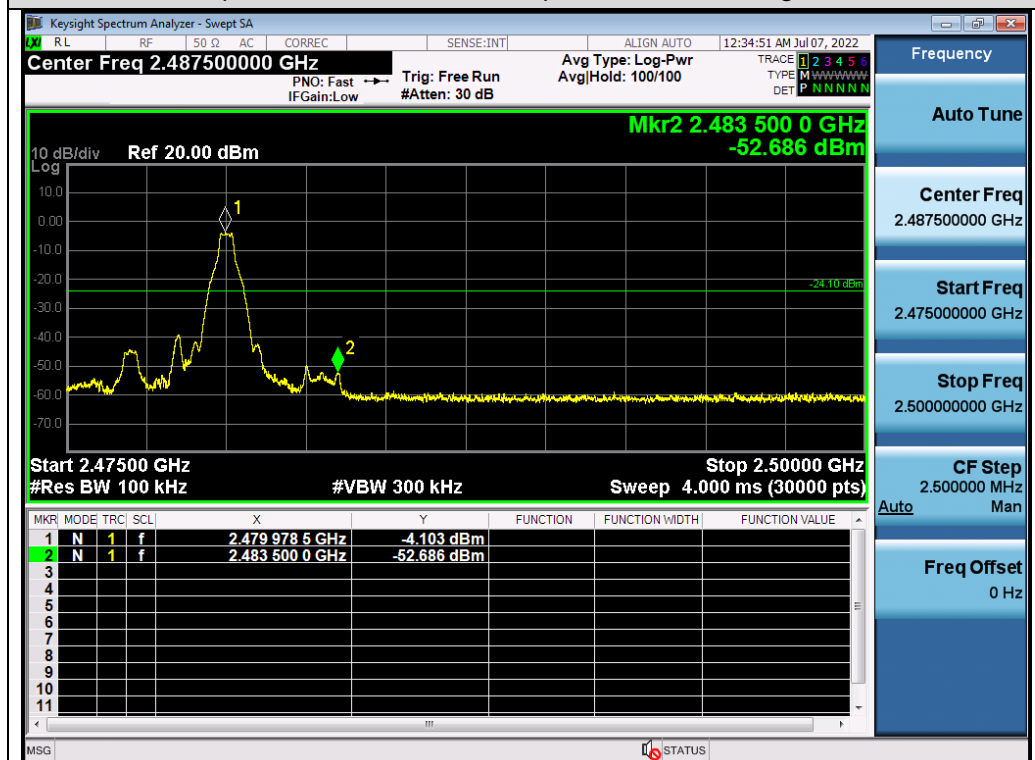 Keysight Spectrum Analyzer - Swept SA
LXI RL RF 50 Ω AC CORREC SENSE:INT ALIGN AUTO 12:34:51 AM Jul 07, 2022
Center Freq 2.487500000 GHz
PNO: Fast
IFGain:Low
Trig: Free Run
#Atten: 30 dB
Avg Type: Log-Pwr
Avg|Hold: 100/100
TRACE 1 2 3 4 5 6
TYPE M WWWWW
DET P N N N N N
Mkr2 2.483 500 0 GHz
-52.686 dBm
10 dB/div Ref 20.00 dBm
Log
10.0
0.00
-10.0
-20.0
-30.0
-40.0
-50.0
-60.0
-70.0
1
2
-24.10 dBm
Start 2.47500 GHz Stop 2.50000 GHz
#Res BW 100 kHz #VBW 300 kHz Sweep 4.000 ms (30000 pts)
MKR MODE TRC SCL X Y FUNCTION FUNCTION WIDTH FUNCTION VALUE
1 N 1 f 2.479 978 5 GHz -4.103 dBm
2 N 1 f 2.483 500 0 GHz -52.686 dBm
3
4
5
6
7
8
9
10
11
MSG STATUS
Frequency
Auto Tune
Center Freq
2.487500000 GHz
Start Freq
2.475000000 GHz
Stop Freq
2.500000000 GHz
CF Step
2.500000 MHz
Auto Man
Freq Offset
0 Hz